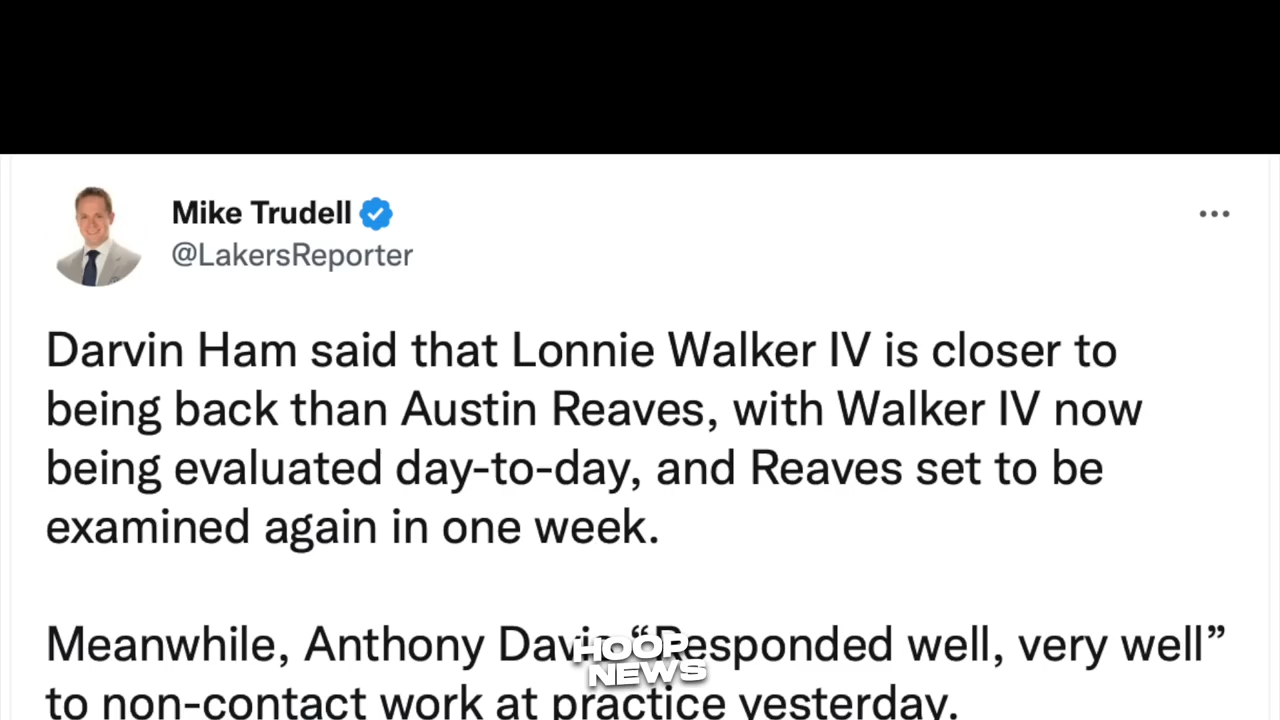 Mike Trudell
@LakersReporter
Darvin Ham said that Lonnie Walker IV is closer to
being back than Austin Reaves, with Walker IV now
being evaluated day-to-day, and Reaves set to be
examined again in one week.
Meanwhile, Anthony Davis “Responded well, very well”
to non-contact work at practice yesterday.
HOOP
NEWS